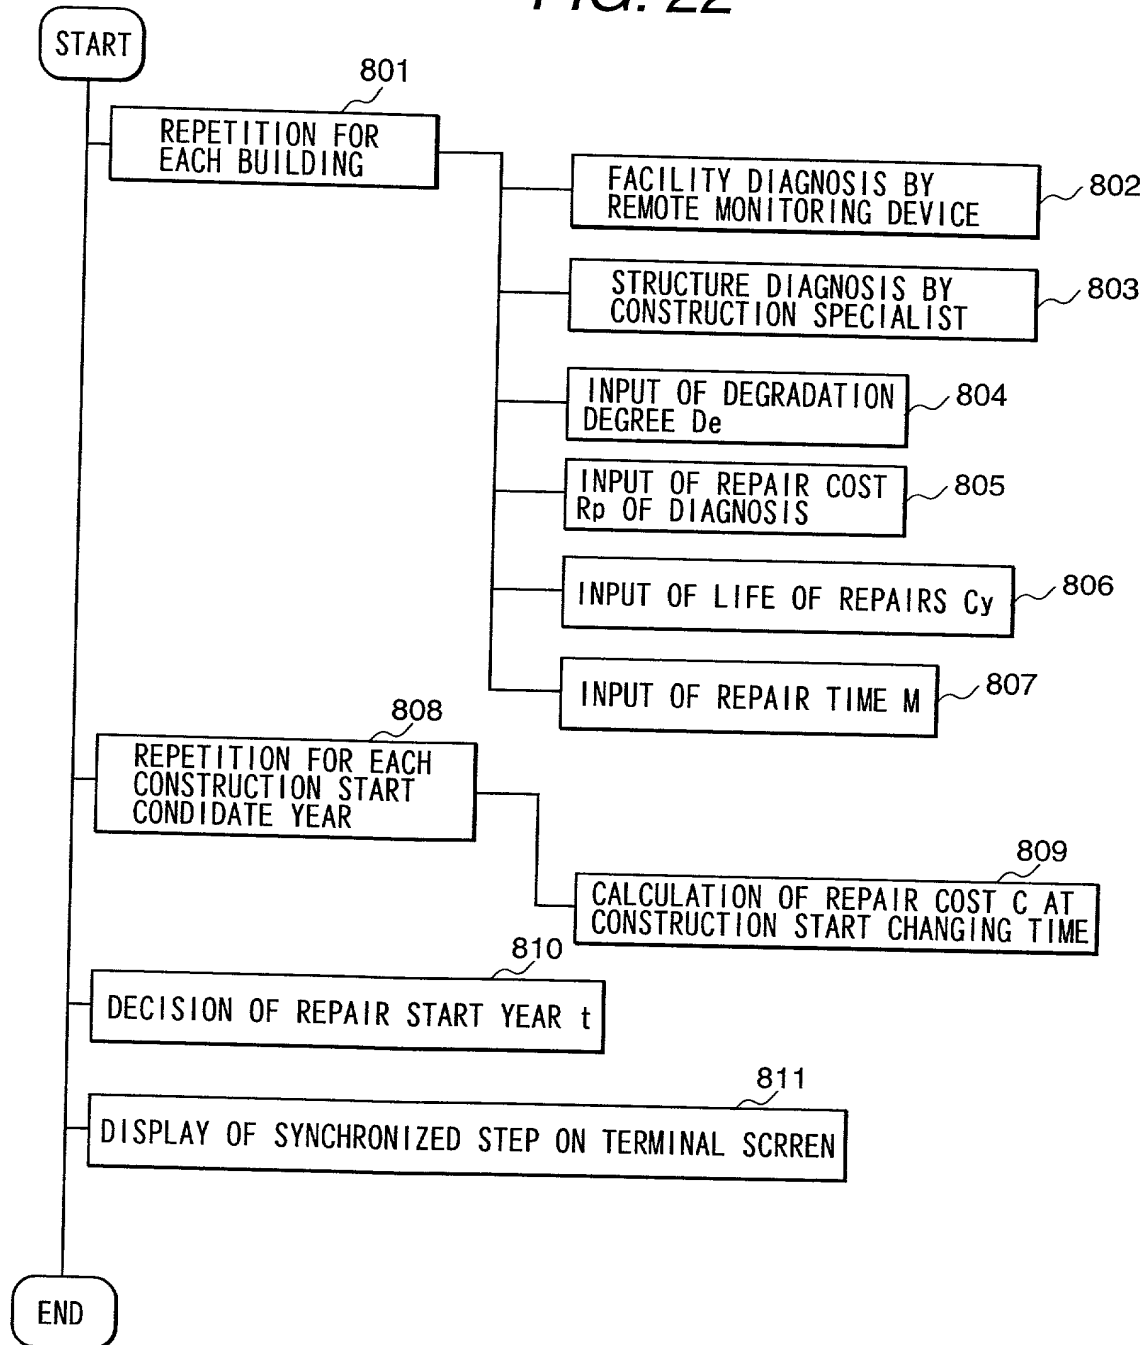 FIG. 22
START
801
REPETITION FOR
EACH BUILDING
FACILITY DIAGNOSIS BY
REMOTE MONITORING DEVICE
802
STRUCTURE DIAGNOSIS BY
CONSTRUCTION SPECIALIST
803
INPUT OF DEGRADATION
DEGREE De
804
INPUT OF REPAIR COST
Rp OF DIAGNOSIS
805
INPUT OF LIFE OF REPAIRS Cy
806
INPUT OF REPAIR TIME M
807
808
REPETITION FOR EACH
CONSTRUCTION START
CONDIDATE YEAR
809
CALCULATION OF REPAIR COST C AT
CONSTRUCTION START CHANGING TIME
810
DECISION OF REPAIR START YEAR t
811
DISPLAY OF SYNCHRONIZED STEP ON TERMINAL SCRREN
END